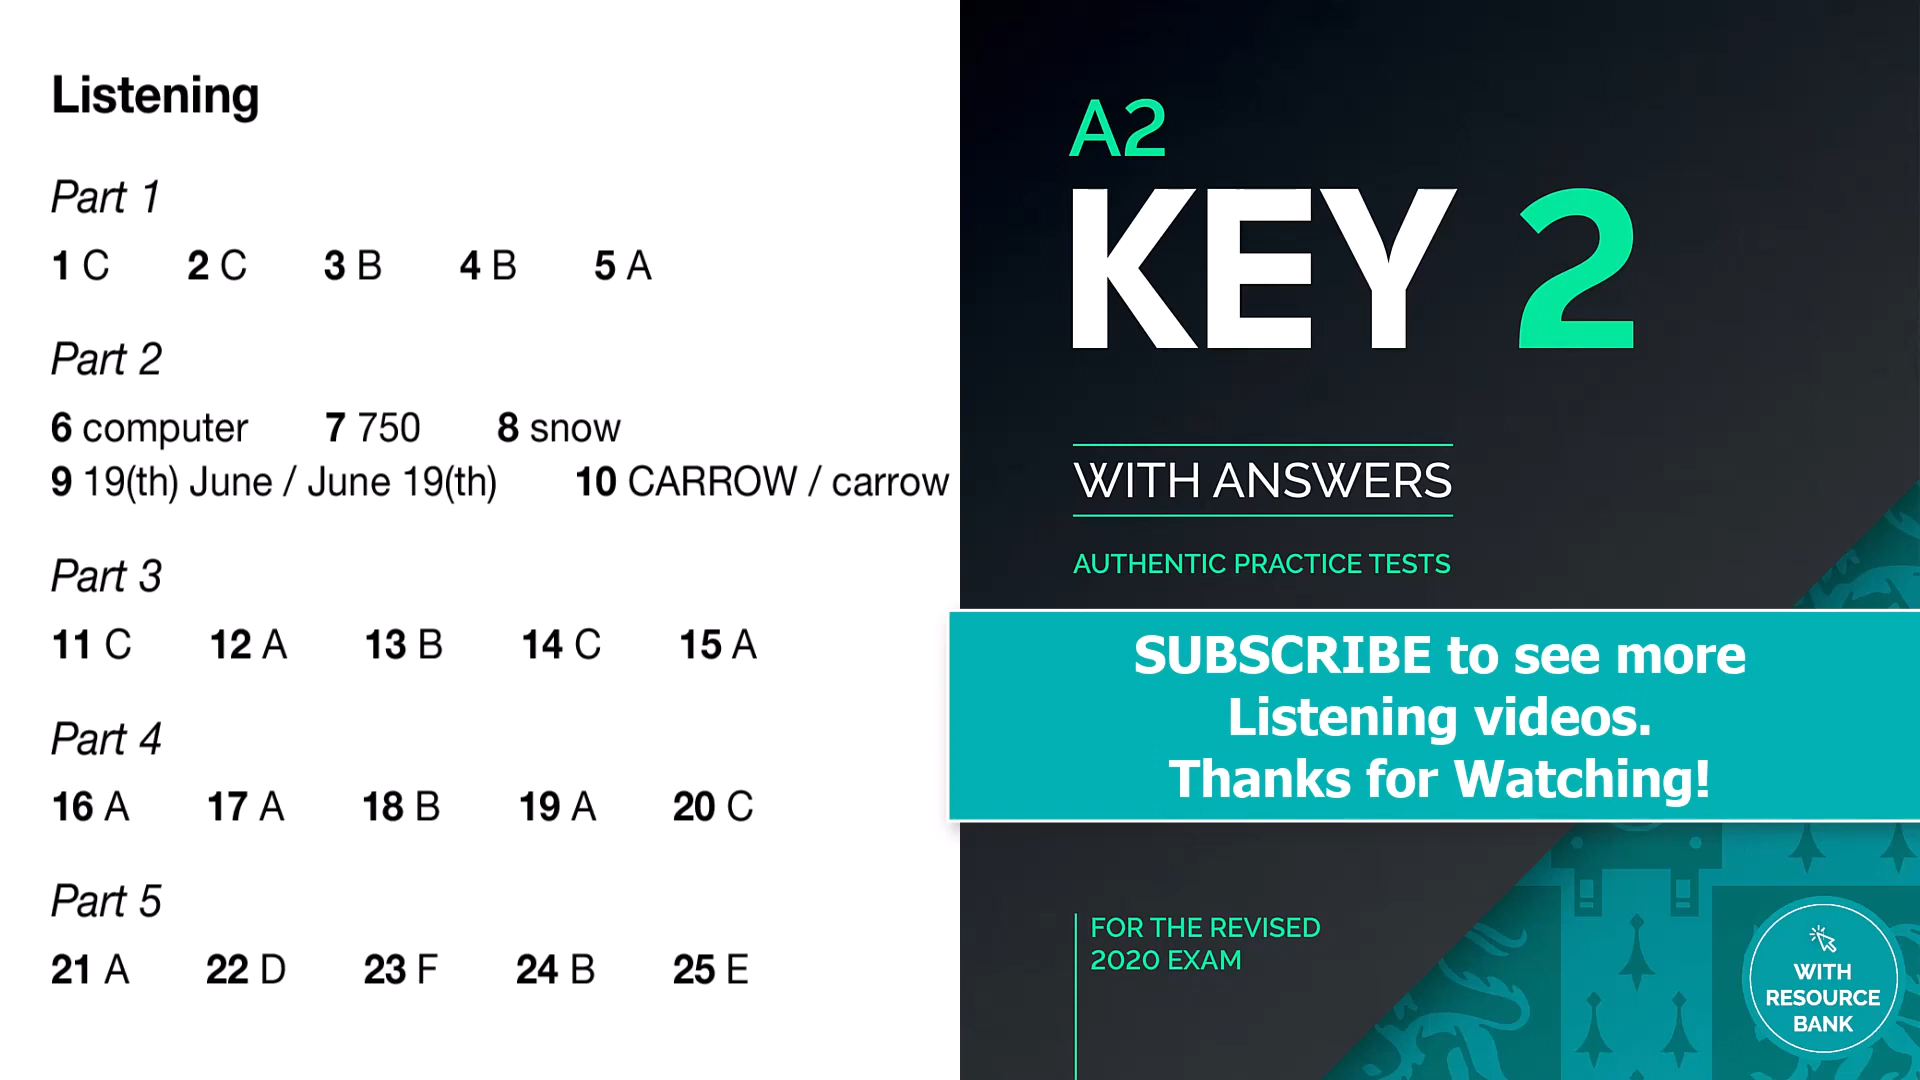 Listening
Part 1
1 C 2 C 3 B 4 B 5 A
Part 2
6 computer 7 750 8 snow
9 19(th) June / June 19(th) 10 CARROW / carrow
Part 3
11 C 12 A 13 B 14 C 15 A
Part 4
16 A 17 A 18 B 19 A 20 C
Part 5
21 A 22 D 23 F 24 B 25 E
A2
KEY 2
WITH ANSWERS
AUTHENTIC PRACTICE TESTS
SUBSCRIBE to see more
Listening videos.
Thanks for Watching!
FOR THE REVISED
2020 EXAM
WITH
RESOURCE
BANK